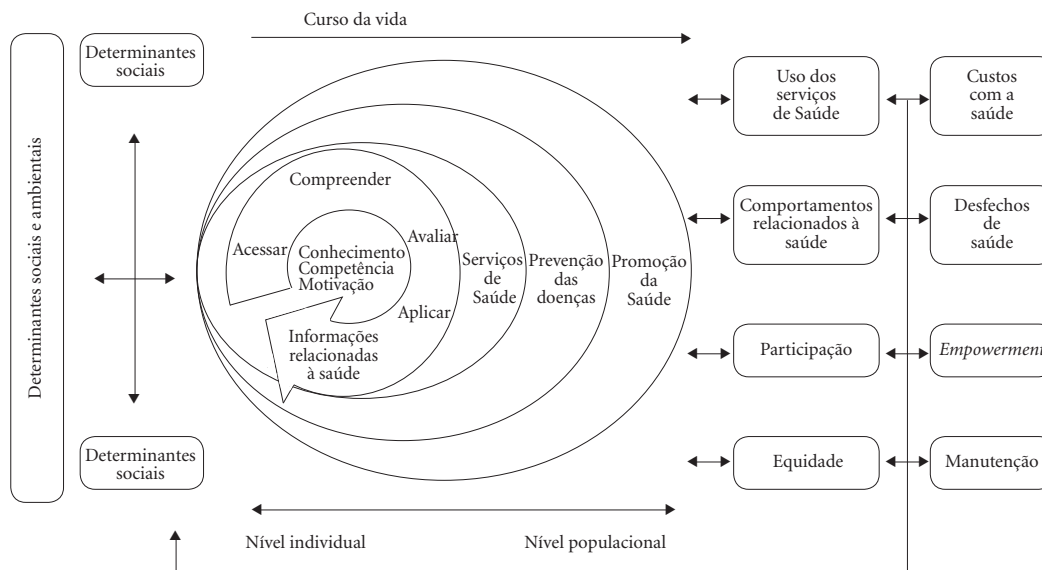 Curso da vida
Determinantes sociais e ambientais
Determinantes
sociais
Determinantes
sociais
Compreender
Acessar
Avaliar
Aplicar
Conhecimento
Competência
Motivação
Informações
relacionadas
à saúde
Serviços
de
Saúde
Prevenção
das
doenças
Promoção
da
Saúde
Nível individual
Nível populacional
Uso dos
serviços
de Saúde
Custos
com a
saúde
Comportamentos
relacionados à
saúde
Desfechos
de
saúde
Participação
Empowerment
Equidade
Manutenção